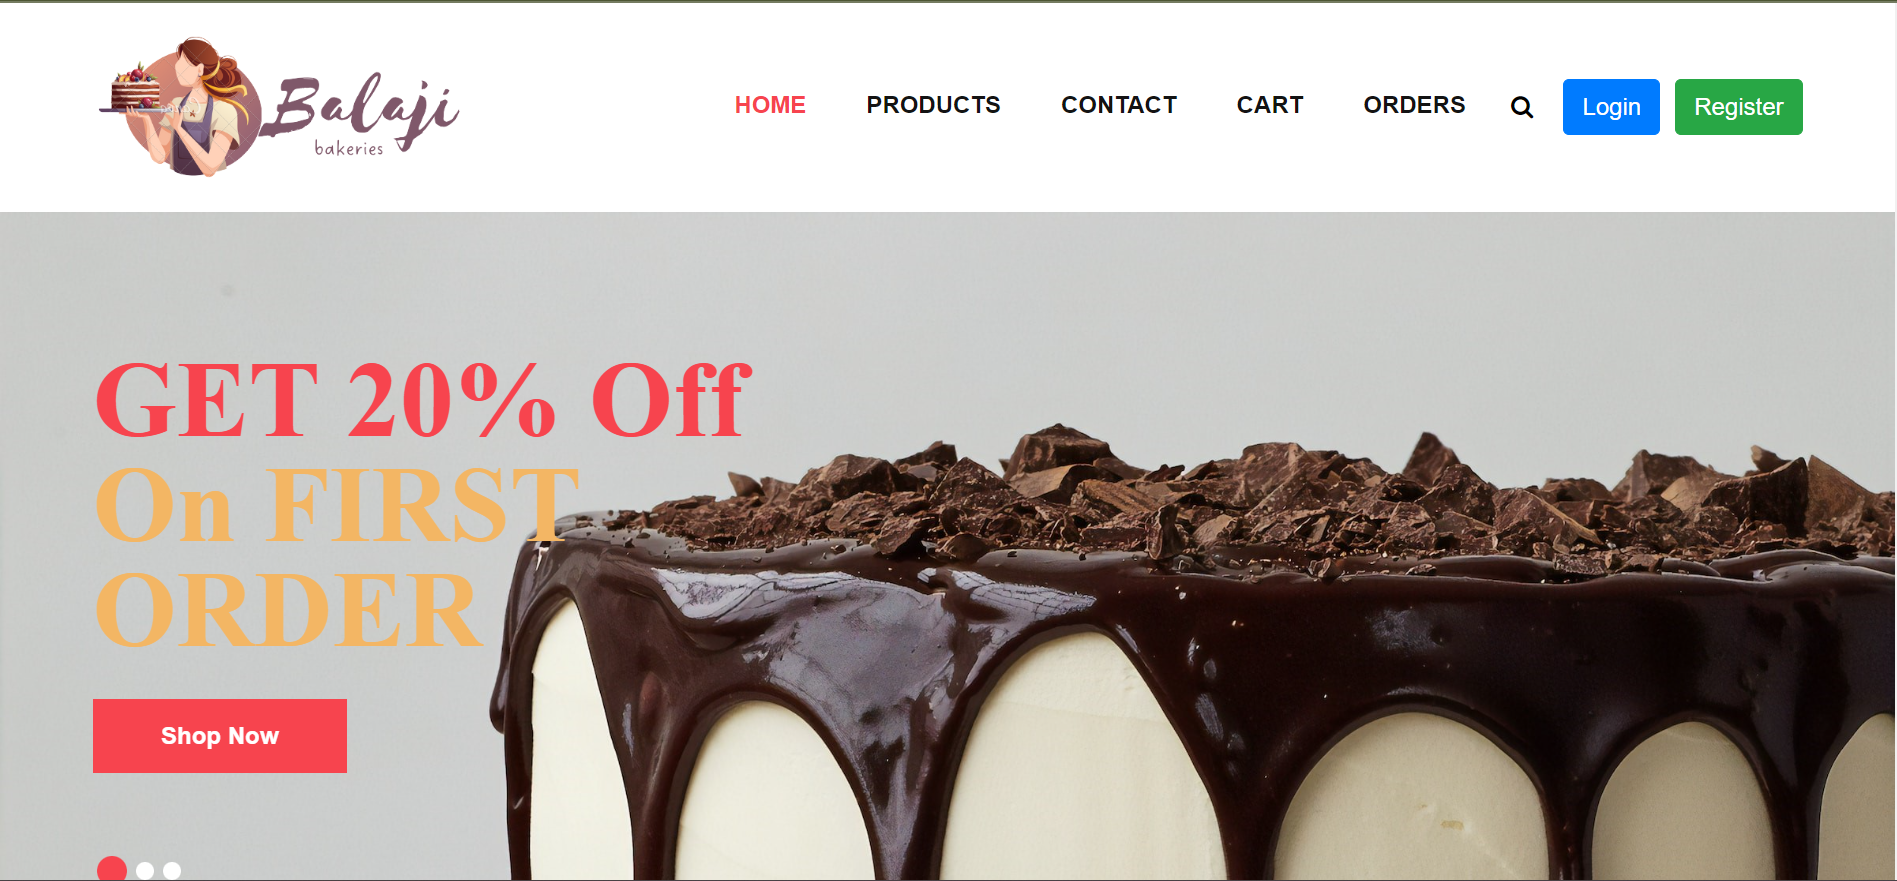 Balaji
bakeries
HOME
PRODUCTS
CONTACT
CART
ORDERS
Login
Register
GET 20% Off
On FIRST
ORDER
Shop Now